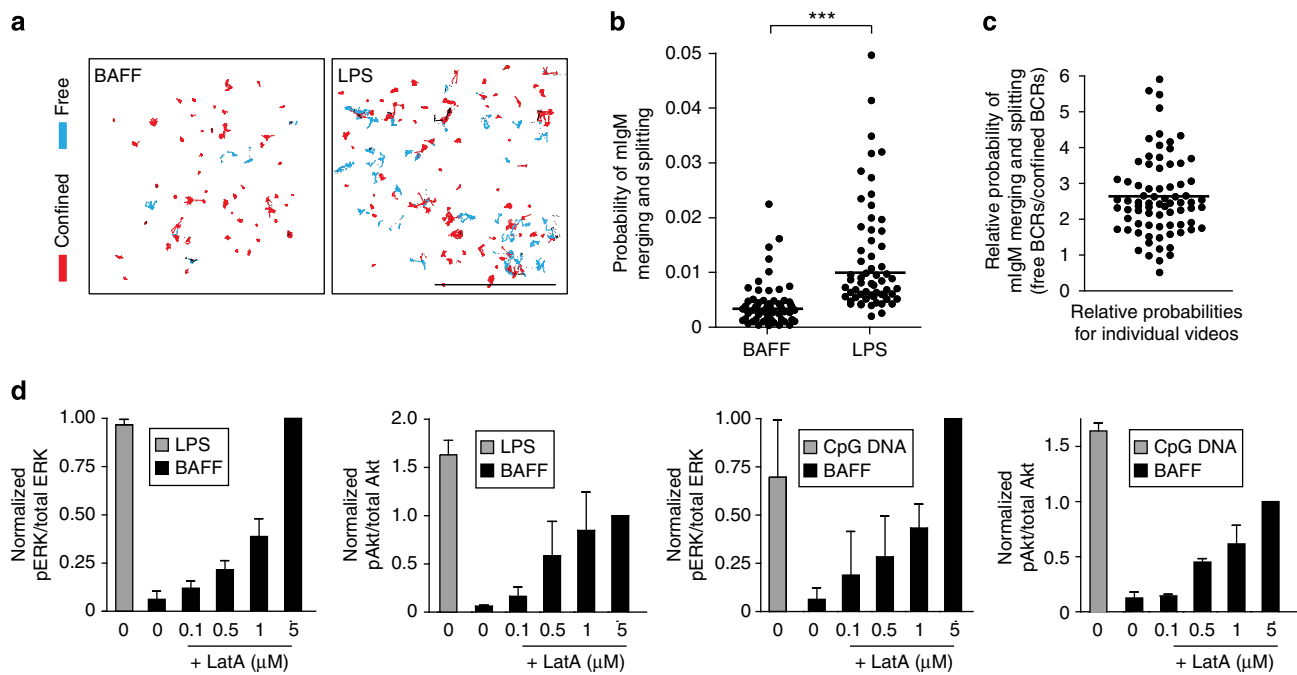 a
BAFF
LPS
Free
Confined
b
***
Probability of mIgM
merging and splitting
0.05
0.04
0.03
0.02
0.01
0
BAFF
LPS
c
Relative probability of
mIgM merging and splitting
(free BCRs/confined BCRs)
6
5
4
3
2
1
0
Relative probabilities
for individual videos
d
Normalized
pERK/total ERK
1.00
0.75
0.50
0.25
0
LPS
BAFF
0 0 0.1 0.5 1 5
+ LatA (μM)
Normalized
pAkt/total Akt
2.0
1.5
1.0
0.5
0
LPS
BAFF
0 0 0.1 0.5 1 5
+ LatA (μM)
Normalized
pERK/total ERK
1.00
0.75
0.50
0.25
0
CpG DNA
BAFF
0 0 0.1 0.5 1 5
+ LatA (μM)
Normalized
pAkt/total Akt
1.5
1.0
0.5
0
CpG DNA
BAFF
0 0 0.1 0.5 1 5
+ LatA (μM)